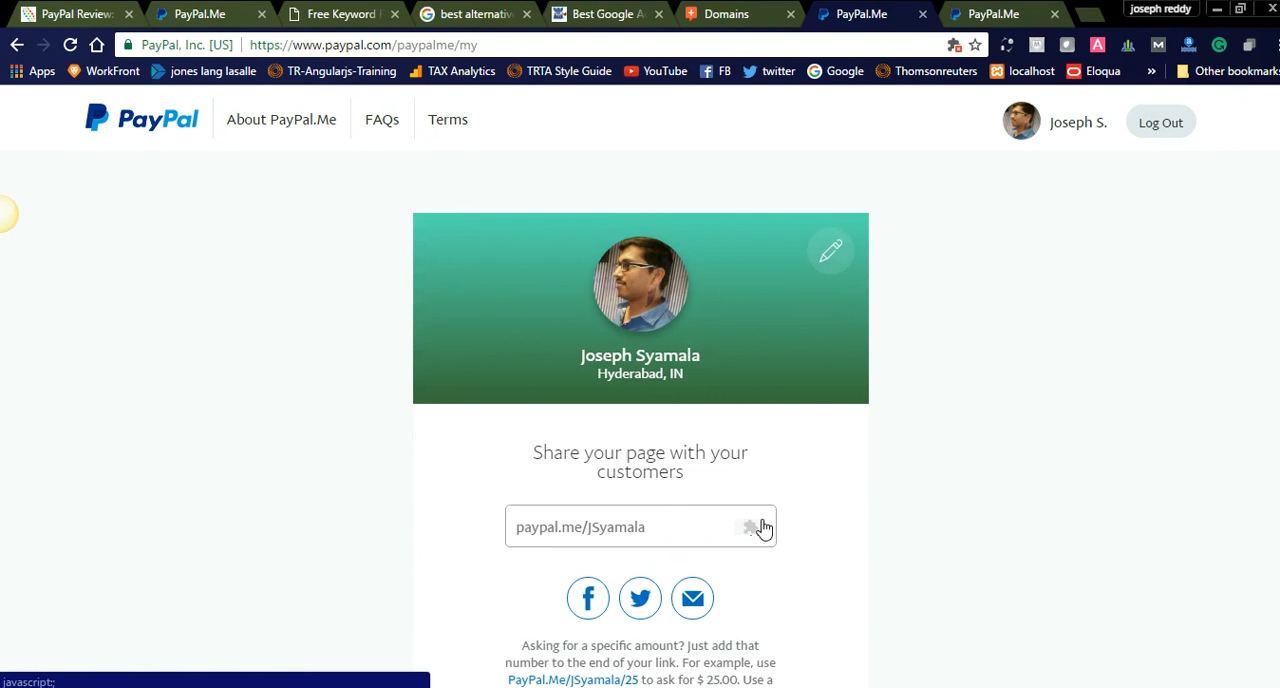 PayPal Review:
PayPal.Me
Free Keyword
best alternativ
Best Google A
Domains
PayPal.Me
PayPal.Me
joseph reddy
PayPal, Inc. [US]
https://www.paypal.com/paypalme/my
Apps
WorkFront
jones lang lasalle
TR-Angularjs-Training
TAX Analytics
TRTA Style Guide
YouTube
FB
twitter
Google
Thomsonreuters
localhost
Eloqua
»
Other bookmarks
PayPal
About PayPal.Me
FAQs
Terms
Joseph S.
Log Out
Joseph Syamala
Hyderabad, IN
Share your page with your
customers
paypal.me/JSyamala
Asking for a specific amount? Just add that
number to the end of your link. For example, use
PayPal.Me/JSyamala/25 to ask for $ 25.00. Use a
javascript:;